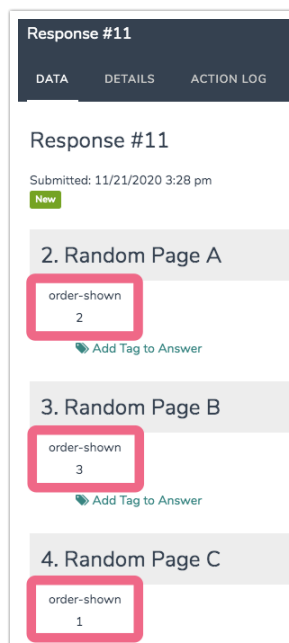 Response #11
DATA DETAILS ACTION LOG
Response #11
Submitted: 11/21/2020 3:28 pm
New
2. Random Page A
order-shown
2
Add Tag to Answer
3. Random Page B
order-shown
3
Add Tag to Answer
4. Random Page C
order-shown
1